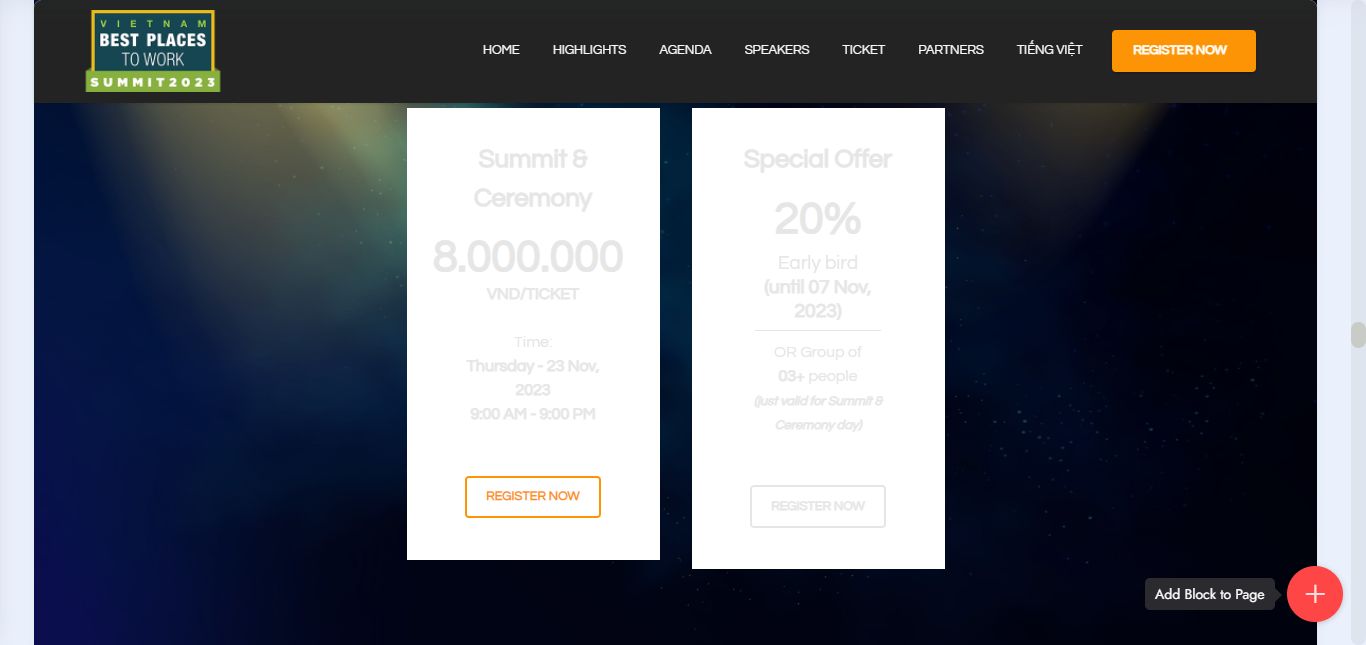 VIETNAM
BEST PLACES
TO WORK
SUMMIT2023
HOME HIGHLIGHTS AGENDA SPEAKERS TICKET PARTNERS TIẾNG VIỆT REGISTER NOW
Summit &
Ceremony
8.000.000
VND/TICKET
Time:
Thursday - 23 Nov,
2023
9:00 AM - 9:00 PM
REGISTER NOW
Special Offer
20%
Early bird
(until 07 Nov,
2023)
OR Group of
03+ people
(just valid for Summit &
Ceremony day)
REGISTER NOW
Add Block to Page